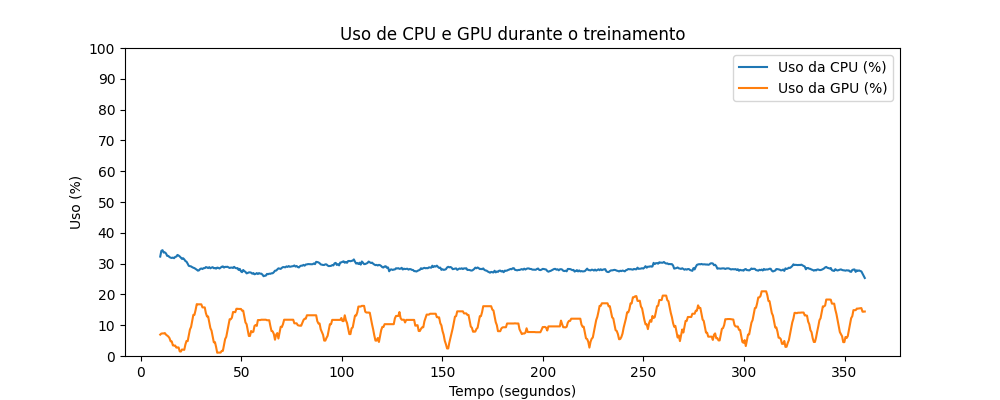 Uso de CPU e GPU durante o treinamento
Uso da CPU (%)
Uso da GPU (%)
Uso (%)
100
90
80
70
60
50
40
30
20
10
0
0 50 100 150 200 250 300 350
Tempo (segundos)